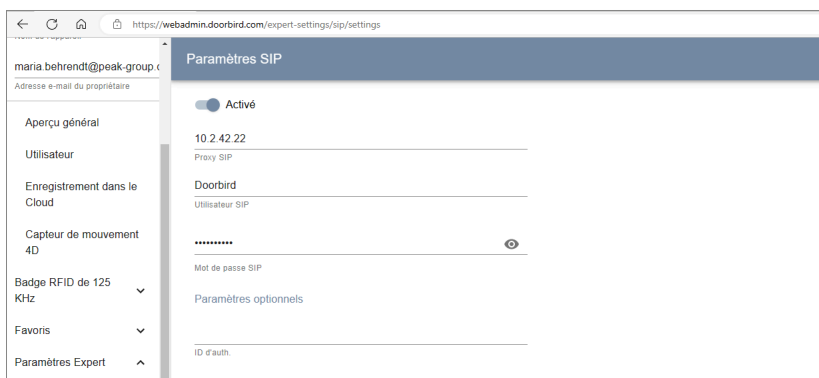 https://webadmin.doorbird.com/expert-settings/sip/settings
maria.behrendt@peak-group.
Adresse e-mail du propriétaire
Aperçu général
Utilisateur
Enregistrement dans le
Cloud
Capteur de mouvement
4D
Badge RFID de 125
KHz
Favoris
Paramètres Expert
Paramètres SIP
Activé
10.2.42.22
Proxy SIP
Doorbird
Utilisateur SIP
••••••••••
Mot de passe SIP
Paramètres optionnels
ID d'auth.